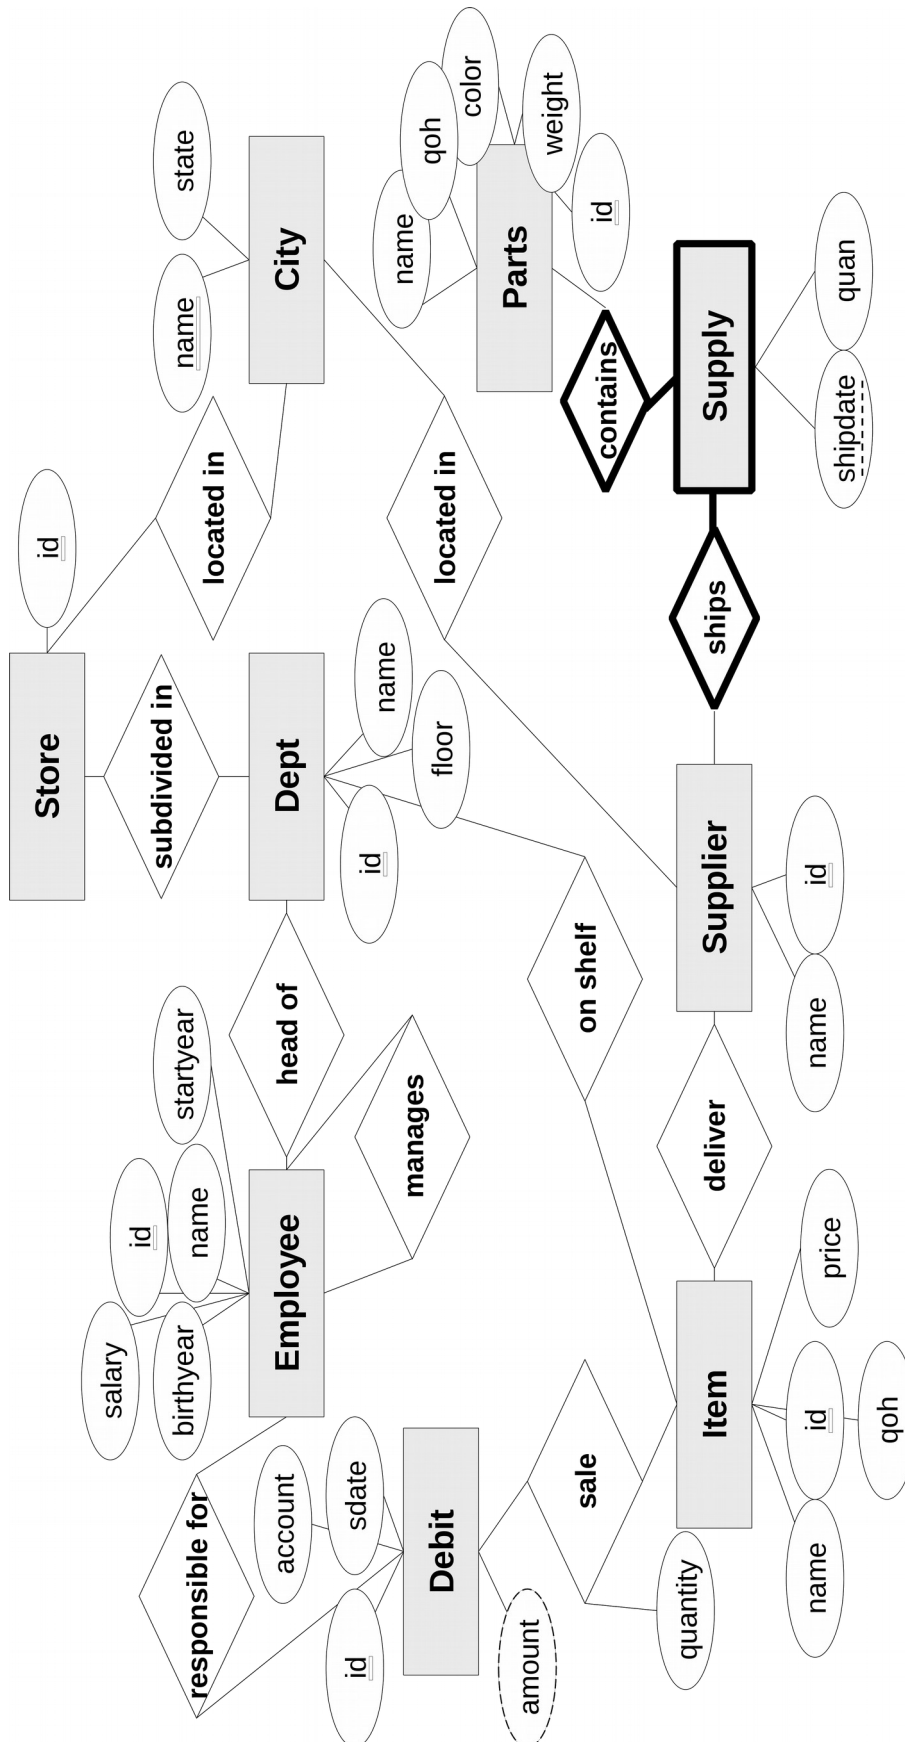 Store
id
state
name
City
located in
subdivided in
Dept
name
floor
id
head of
startyear
id
name
salary
birthyear
Employee
manages
responsible for
account
sdate
id
Debit
amount
name
qoh
color
weight
id
Parts
contains
located in
Supply
quan
shipdate
ships
Supplier
id
name
on shelf
deliver
sale
quantity
Item
price
id
qoh
name